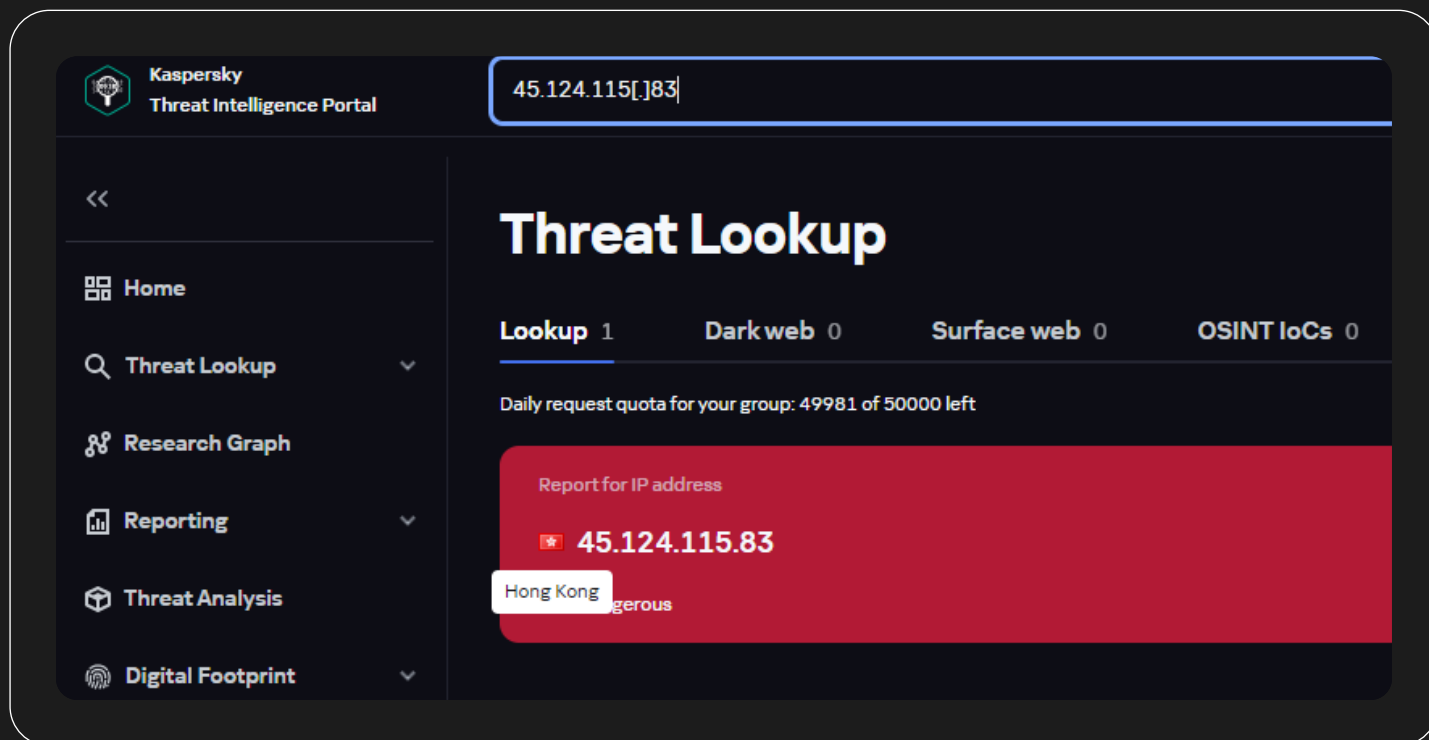 Kaspersky
Threat Intelligence Portal
45.124.115[.]83
Home
Threat Lookup
Research Graph
Reporting
Threat Analysis
Digital Footprint
Threat Lookup
Lookup 1 Dark web 0 Surface web 0 OSINT IoCs 0
Daily request quota for your group: 49981 of 50000 left
Report for IP address
45.124.115.83
Hong Kong
gerous